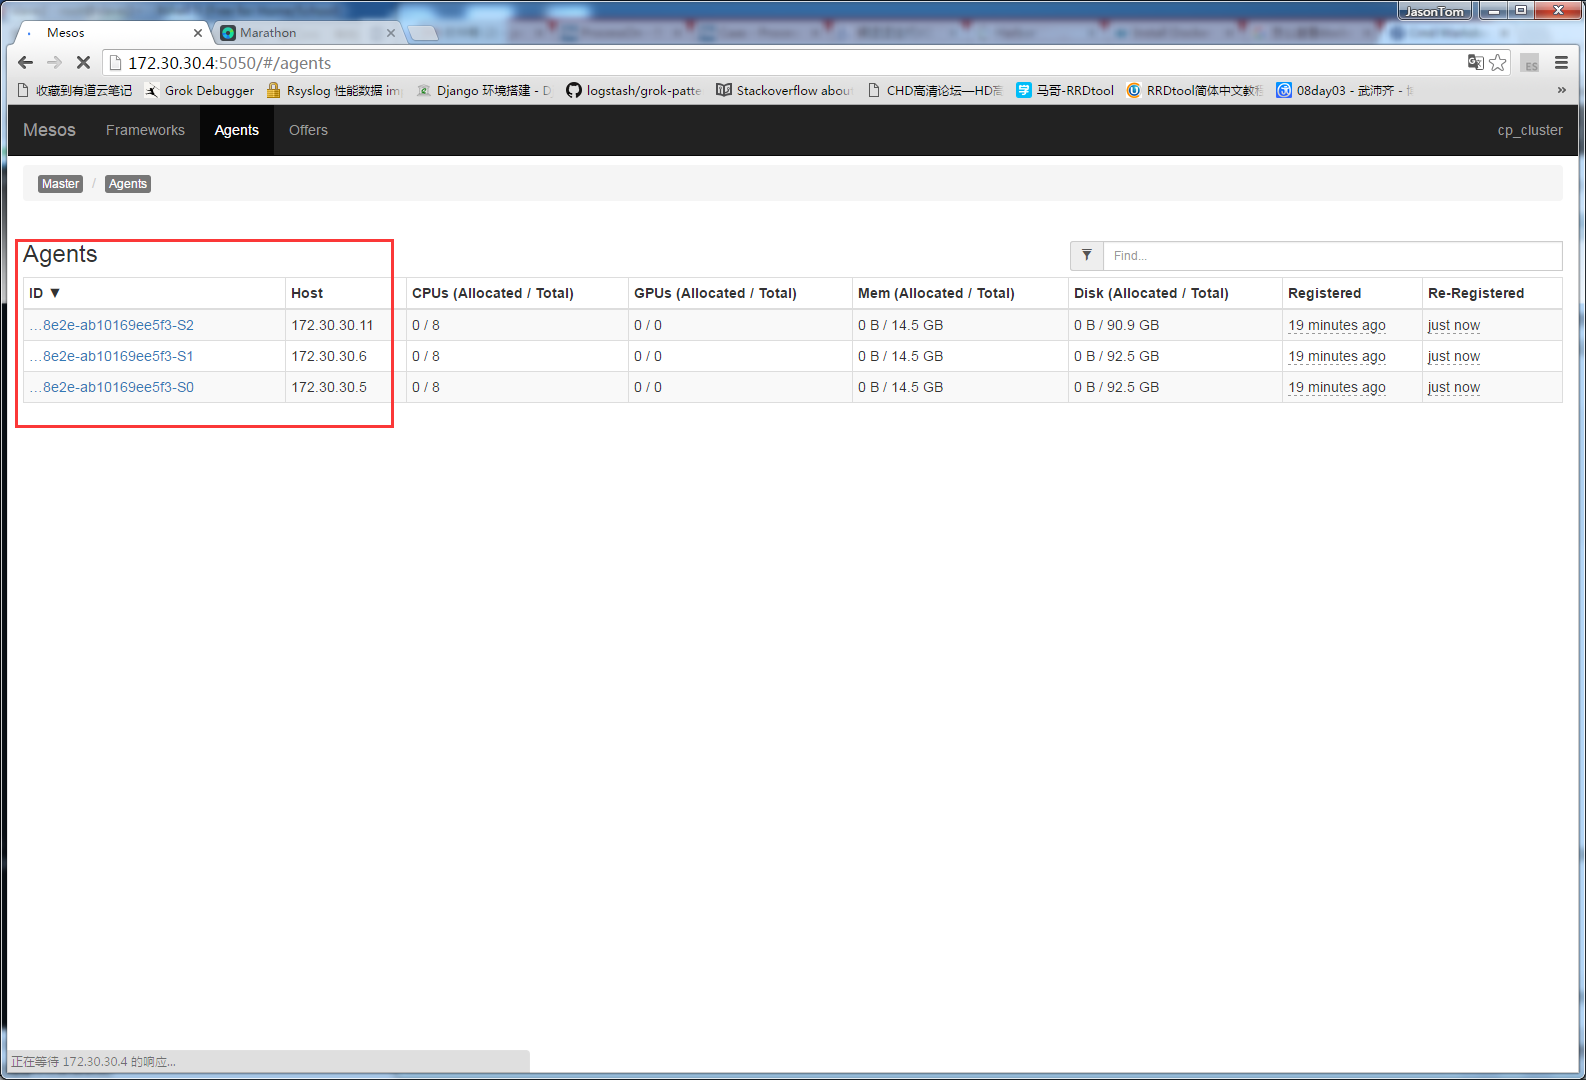 JasonTom
Mesos
Marathon
172.30.30.4:5050/#/agents
ES
收藏到有道云笔记 Grok Debugger Rsyslog 性能数据 im Django 环境搭建 - D logstash/grok-patte Stackoverflow abou CHD高清论坛—HD高 马哥-RRDtool RRDtool简体中文教程 08day03 - 武沛齐 - 博 »
Mesos Frameworks Agents Offers cp_cluster
Master / Agents
Agents
Find...
ID ▼ Host CPUs (Allocated / Total) GPUs (Allocated / Total) Mem (Allocated / Total) Disk (Allocated / Total) Registered Re-Registered
…8e2e-ab10169ee5f3-S2 172.30.30.11 0 / 8 0 / 0 0 B / 14.5 GB 0 B / 90.9 GB 19 minutes ago just now
…8e2e-ab10169ee5f3-S1 172.30.30.6 0 / 8 0 / 0 0 B / 14.5 GB 0 B / 92.5 GB 19 minutes ago just now
…8e2e-ab10169ee5f3-S0 172.30.30.5 0 / 8 0 / 0 0 B / 14.5 GB 0 B / 92.5 GB 19 minutes ago just now
正在等待 172.30.30.4 的响应...